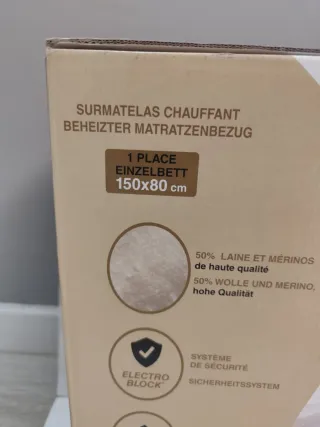 SURMATELAS CHAUFFANT
BEHEIZTER MATRATZENBEZUG
1 PLACE
EINZELBETT
150x80 cm
50% LAINE ET MÉRINOS
de haute qualité
50% WOLLE UND MERINO,
hohe Qualität
ELECTRO
BLOCK
SYSTÈME
DE SÉCURITÉ
SICHERHEITSSYSTEM